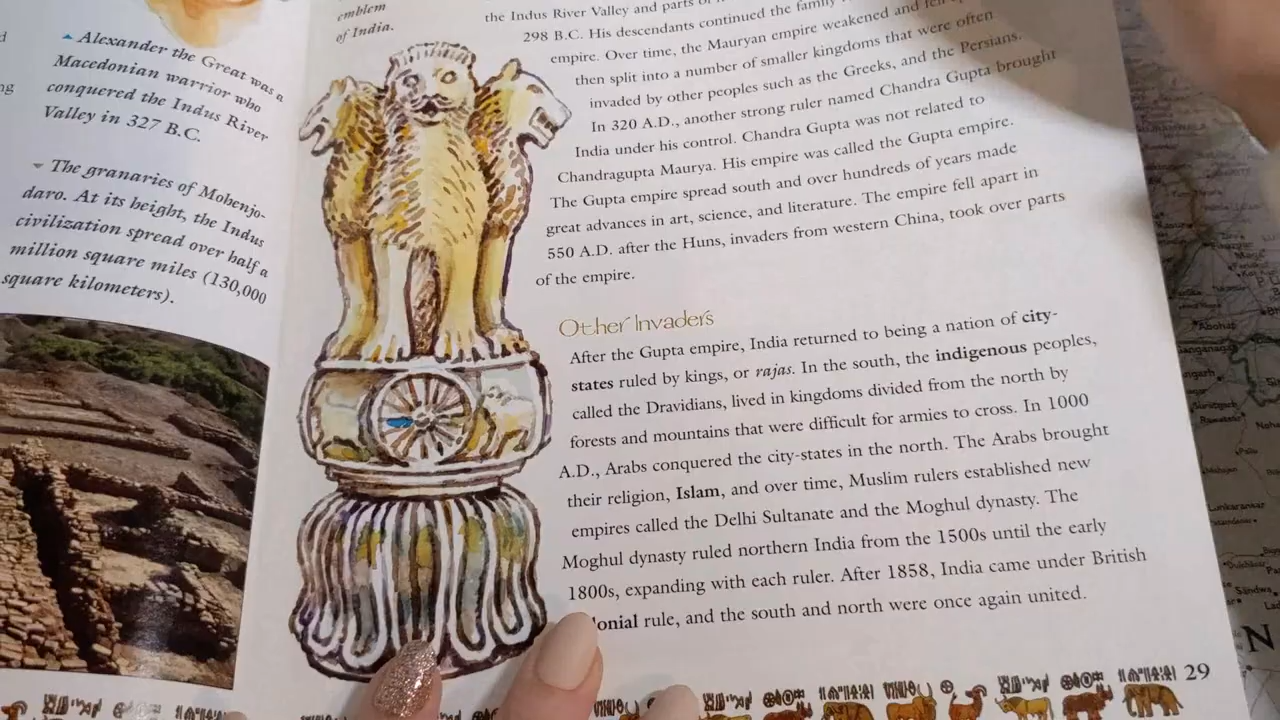 ▲ Alexander the Great was a
Macedonian warrior who
conquered the Indus River
Valley in 327 B.C.
▼ The granaries of Mohenjo-
daro. At its height, the Indus
civilization spread over half a
million square miles (130,000
square kilometers).
emblem
of India.
the Indus River Valley and parts of
298 B.C. His descendants continued the family
empire. Over time, the Mauryan empire weakened and
then split into a number of smaller kingdoms that were often
invaded by other peoples such as the Greeks, and the Persians.
In 320 A.D., another strong ruler named Chandra Gupta brought
India under his control. Chandra Gupta was not related to
Chandragupta Maurya. His empire was called the Gupta empire.
The Gupta empire spread south and over hundreds of years made
great advances in art, science, and literature. The empire fell apart in
550 A.D. after the Huns, invaders from western China, took over parts
of the empire.
Other Invaders
After the Gupta empire, India returned to being a nation of city-
states ruled by kings, or rajas. In the south, the indigenous peoples,
called the Dravidians, lived in kingdoms divided from the north by
forests and mountains that were difficult for armies to cross. In 1000
A.D., Arabs conquered the city-states in the north. The Arabs brought
their religion, Islam, and over time, Muslim rulers established new
empires called the Delhi Sultanate and the Moghul dynasty. The
Moghul dynasty ruled northern India from the 1500s until the early
1800s, expanding with each ruler. After 1858, India came under British
onial rule, and the south and north were once again united.
29